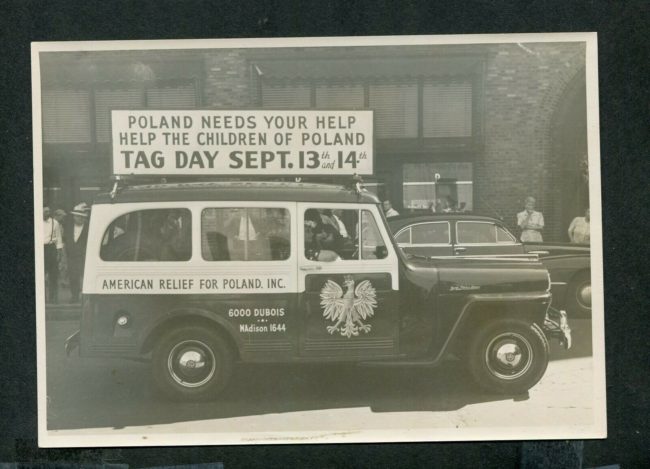 POLAND NEEDS YOUR HELP
HELP THE CHILDREN OF POLAND
TAG DAY SEPT. 13th and 14th
AMERICAN RELIEF FOR POLAND. INC.
6000 DUBOIS
MAdison 1644